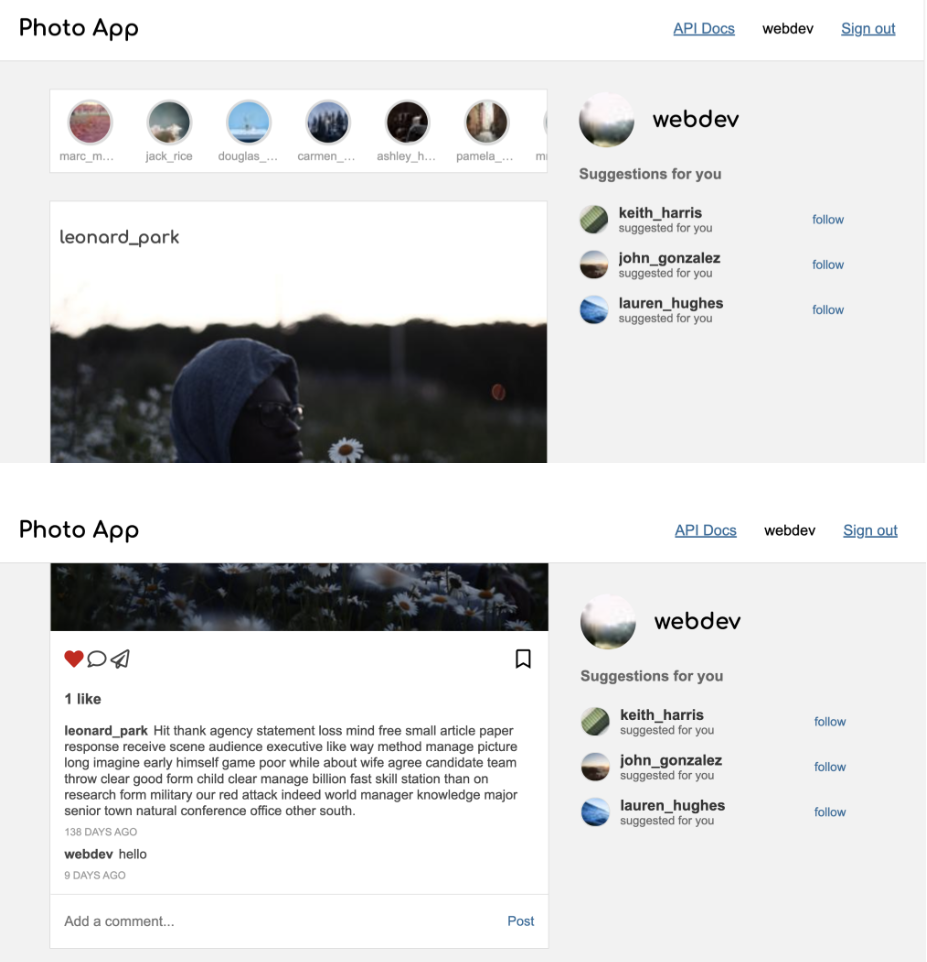 Photo App
API Docs webdev Sign out
marc_m... jack_rice douglas_... carmen_... ashley_h... pamela_...
webdev
Suggestions for you
keith_harris
suggested for you
follow
john_gonzalez
suggested for you
follow
lauren_hughes
suggested for you
follow
leonard_park
Photo App
API Docs webdev Sign out
1 like
leonard_park Hit thank agency statement loss mind free small article paper
response receive scene audience executive like way method manage picture
long imagine early himself game poor while about wife agree candidate team
throw clear good form child clear manage billion fast skill station than on
research form military our red attack indeed world manager knowledge major
senior town natural conference office other south.
138 DAYS AGO
webdev hello
9 DAYS AGO
Add a comment... Post
webdev
Suggestions for you
keith_harris
suggested for you
follow
john_gonzalez
suggested for you
follow
lauren_hughes
suggested for you
follow